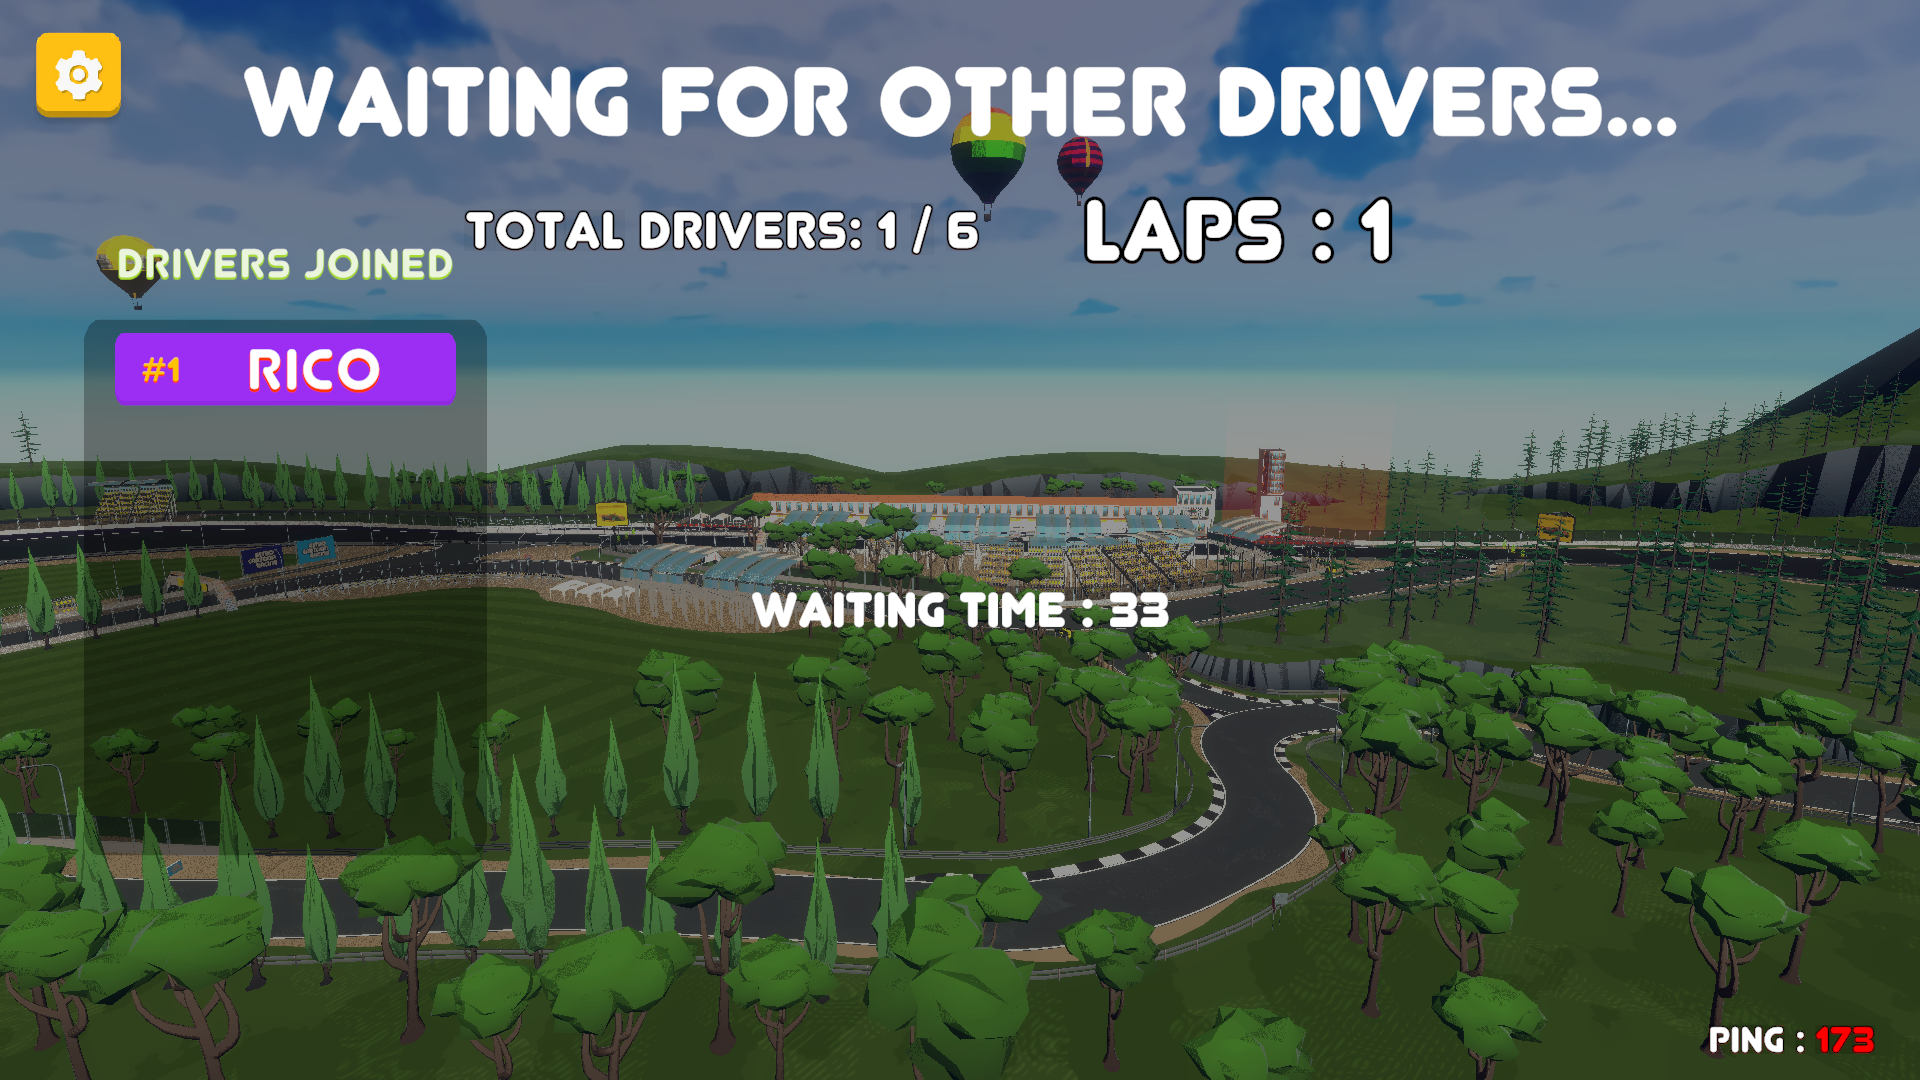 WAITING FOR OTHER DRIVERS...
TOTAL DRIVERS: 1 / 6
LAPS : 1
DRIVERS JOINED
#1 RICO
WAITING TIME : 33
PING : 173